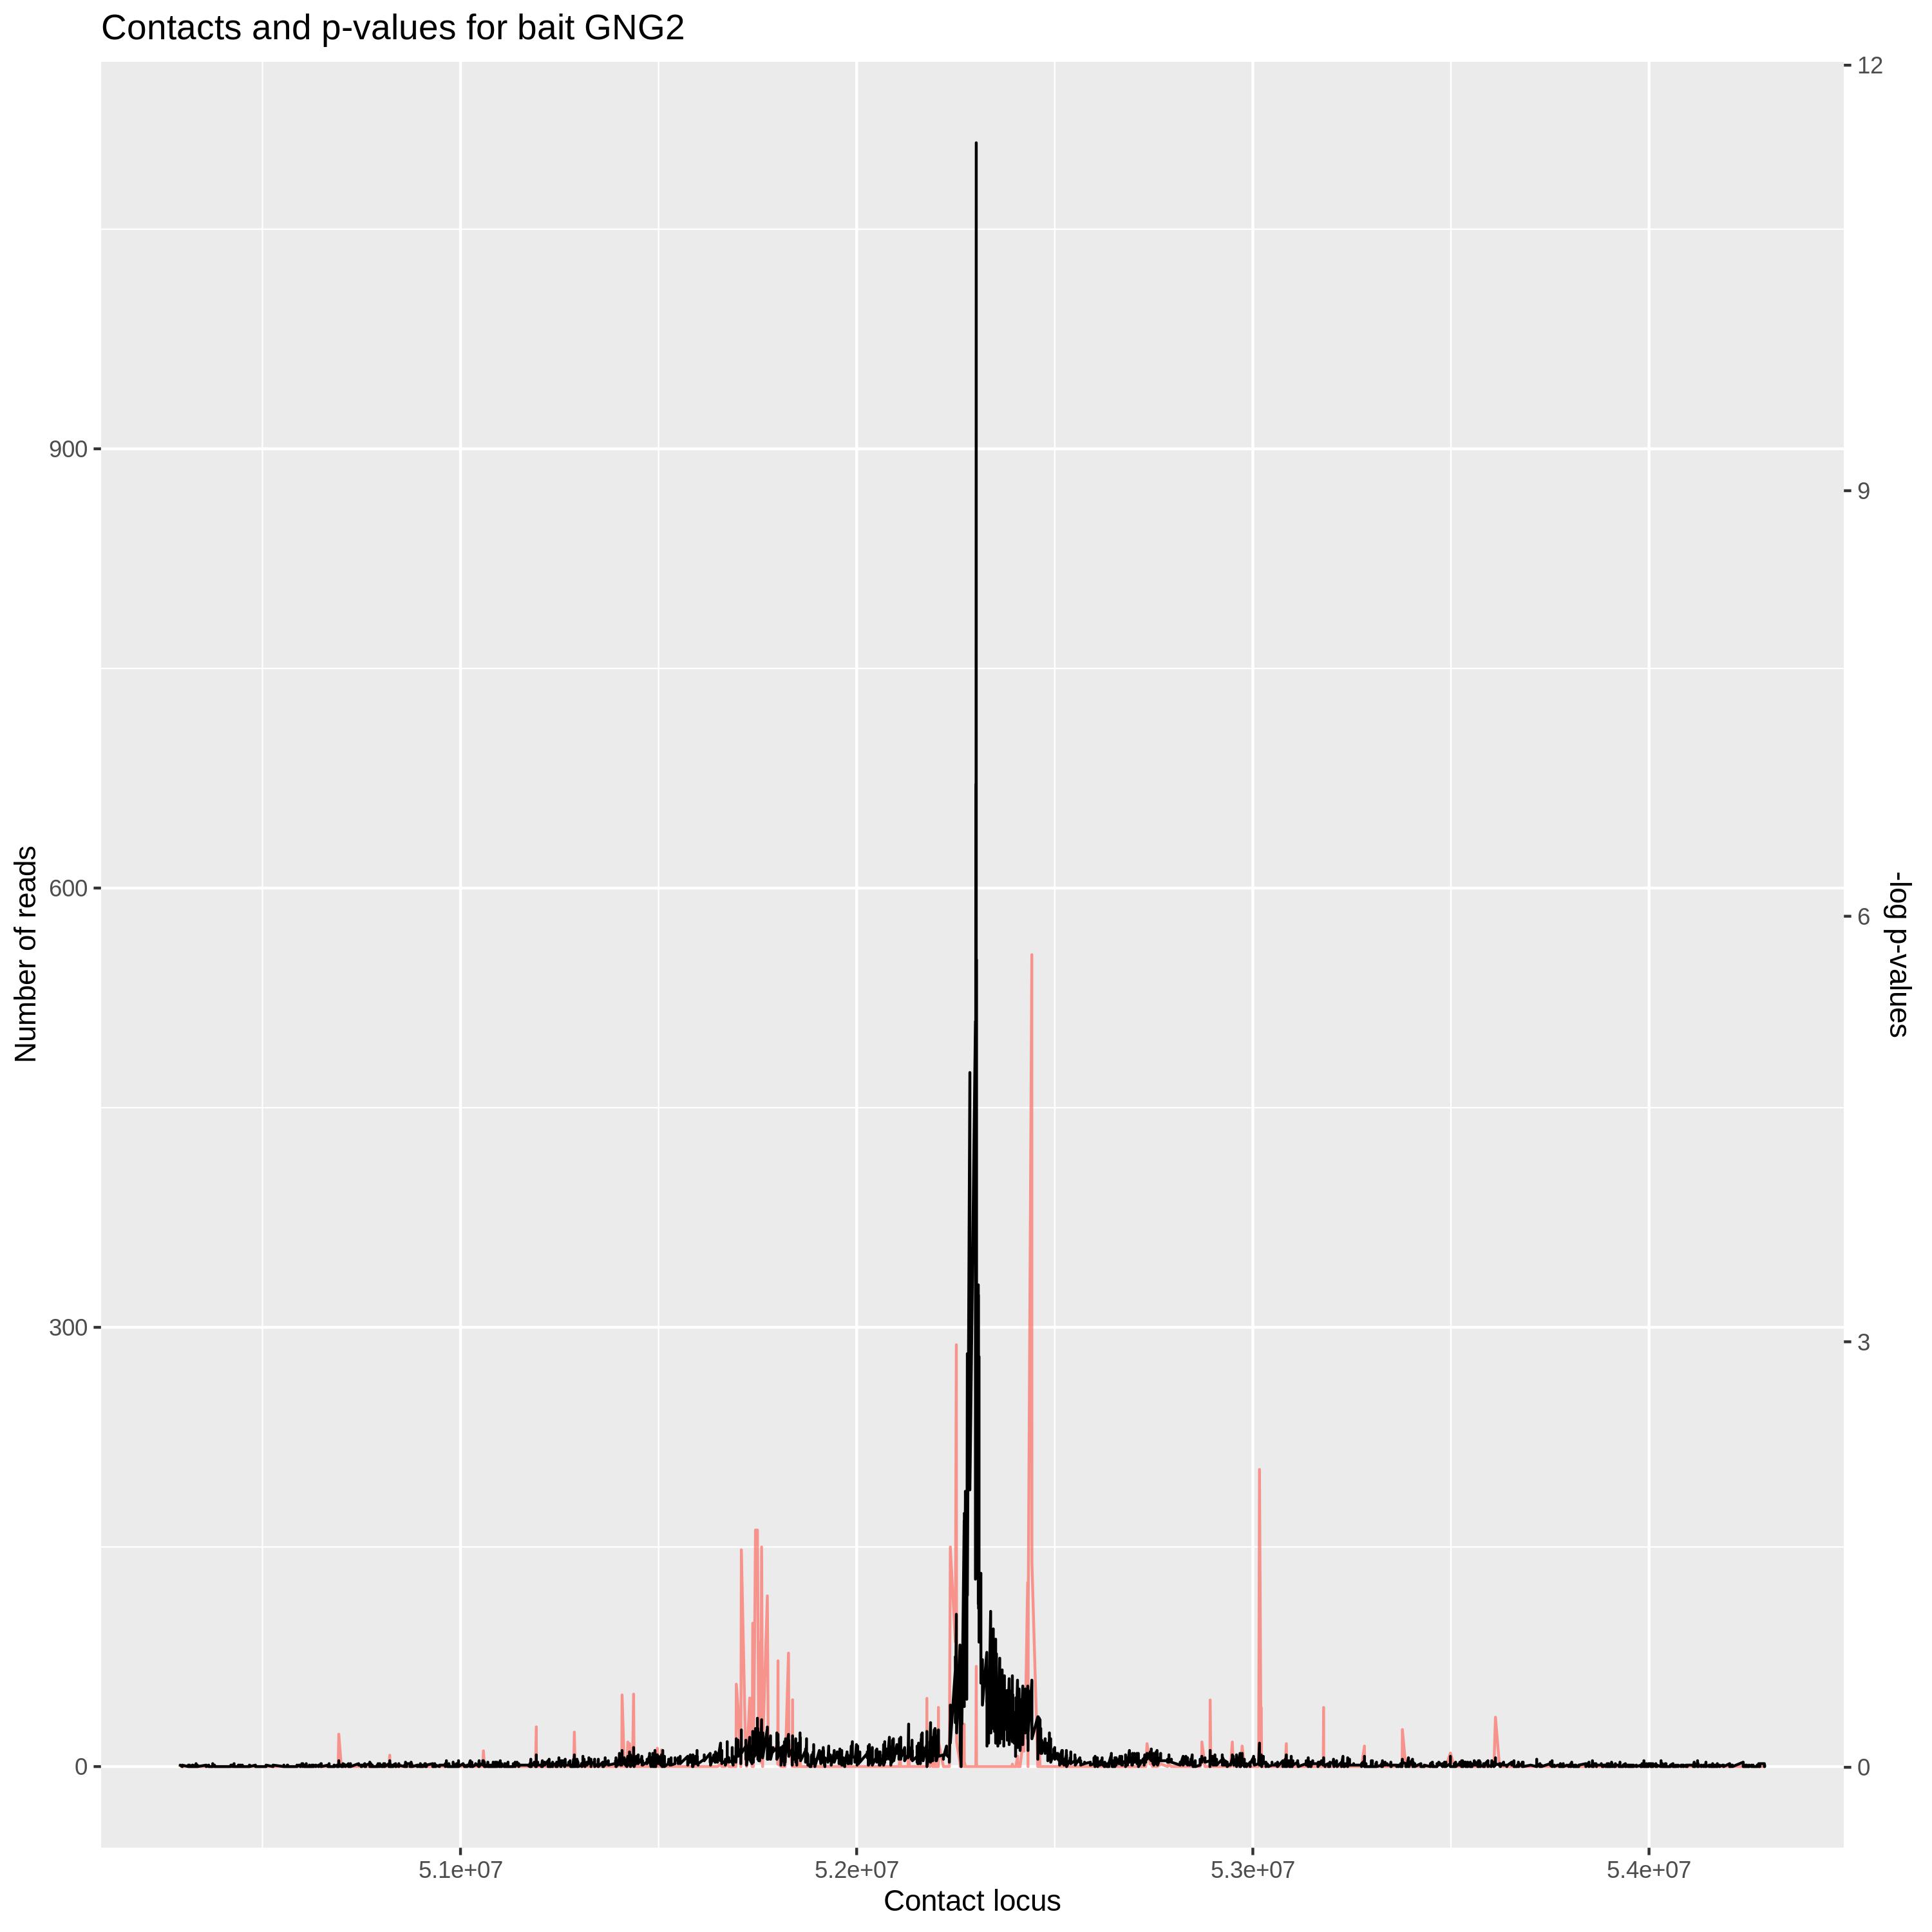 Contacts and p-values for bait GNG2
12
900
9
Number of reads
600
6
-log p-values
300
3
0
0
5.1e+07
5.2e+07
5.3e+07
5.4e+07
Contact locus